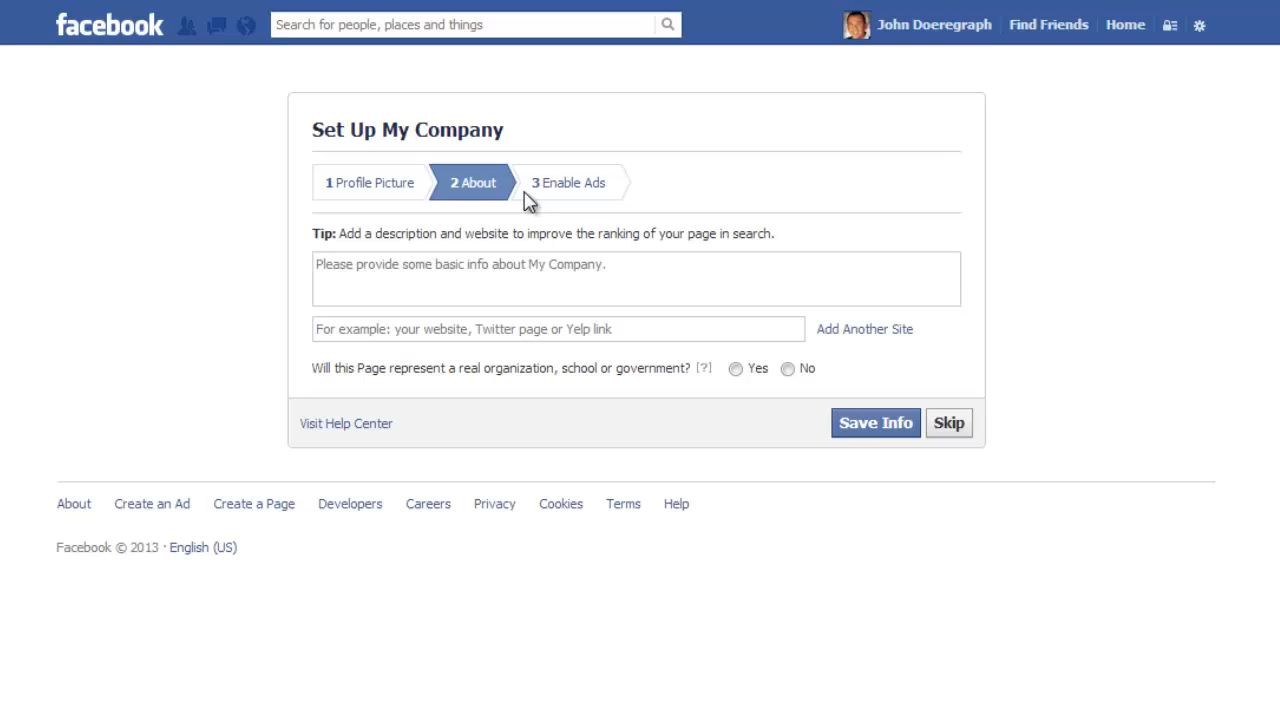 facebook
Search for people, places and things
John Doeregraph
Find Friends
Home
Set Up My Company
1 Profile Picture
2 About
3 Enable Ads
Tip: Add a description and website to improve the ranking of your page in search.
Please provide some basic info about My Company.
For example: your website, Twitter page or Yelp link
Add Another Site
Will this Page represent a real organization, school or government? [?]
Yes
No
Visit Help Center
Save Info
Skip
About
Create an Ad
Create a Page
Developers
Careers
Privacy
Cookies
Terms
Help
Facebook © 2013 · English (US)